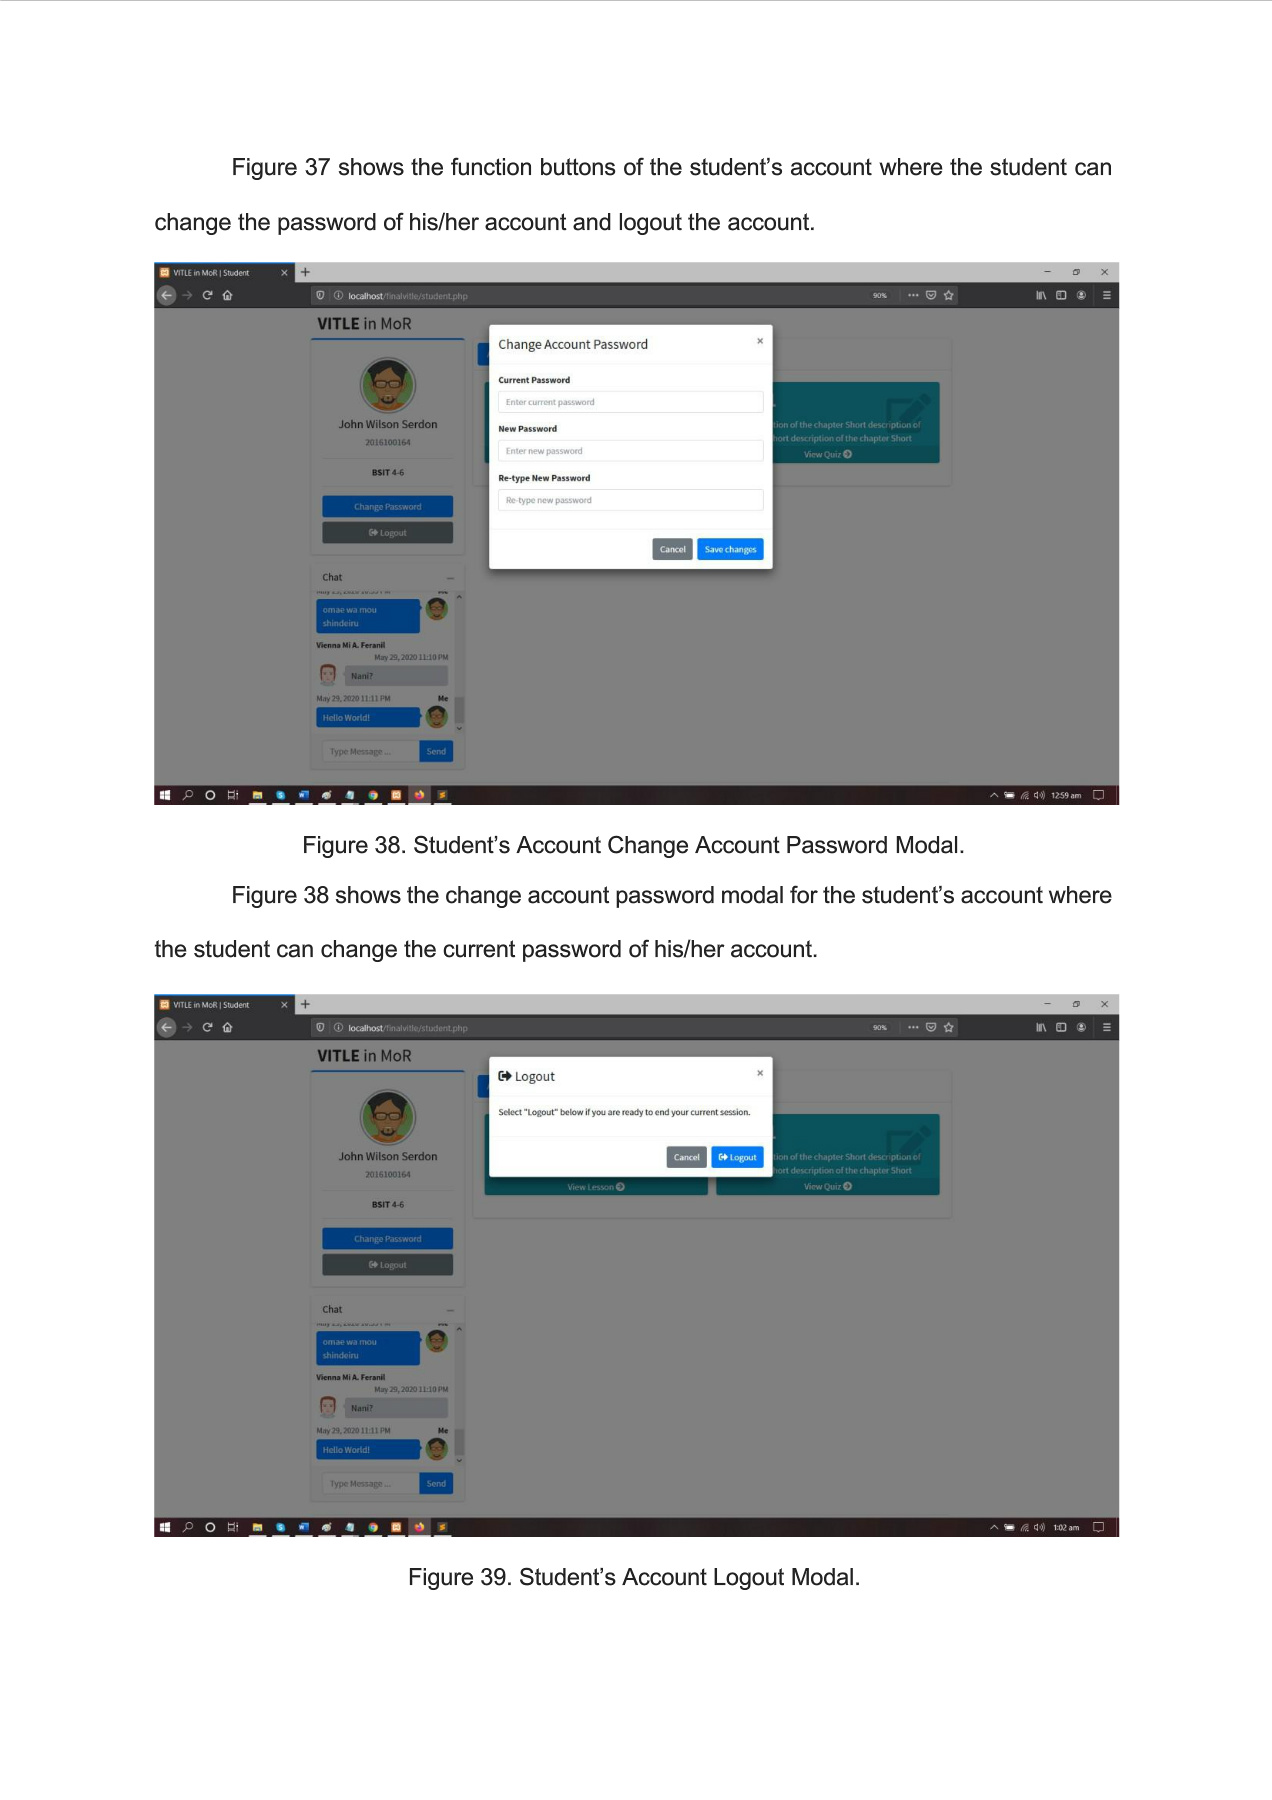 Figure 37 shows the function buttons of the student's account where the student can
change the password of his/her account and logout the account.
VITLE in MoR | Student
localhost/finalvitle/student.php
90%
VITLE in MoR
John Wilson Serdon
2016100164
BSIT 4-6
Change Password
Logout
Chat
omae wa mou
shindeiru
Vienna Mi A. Feranil
May 29, 2020 11:10 PM
Nani?
May 29, 2020 11:11 PM Me
Hello World!
Type Message ... Send
Change Account Password
Current Password
Enter current password
New Password
Enter new password
Re-type New Password
Re-type new password
Cancel Save changes
tion of the chapter Short description of
hort description of the chapter Short
View Quiz
12:59 am
Figure 38. Student's Account Change Account Password Modal.
Figure 38 shows the change account password modal for the student's account where
the student can change the current password of his/her account.
VITLE in MoR | Student
localhost/finalvitle/student.php
90%
VITLE in MoR
John Wilson Serdon
2016100164
BSIT 4-6
Change Password
Logout
Chat
omae wa mou
shindeiru
Vienna Mi A. Feranil
May 29, 2020 11:10 PM
Nani?
May 29, 2020 11:11 PM Me
Hello World!
Type Message ... Send
Logout
Select "Logout" below if you are ready to end your current session.
Cancel Logout
tion of the chapter Short description of
hort description of the chapter Short
View Lesson
View Quiz
1:02 am
Figure 39. Student's Account Logout Modal.